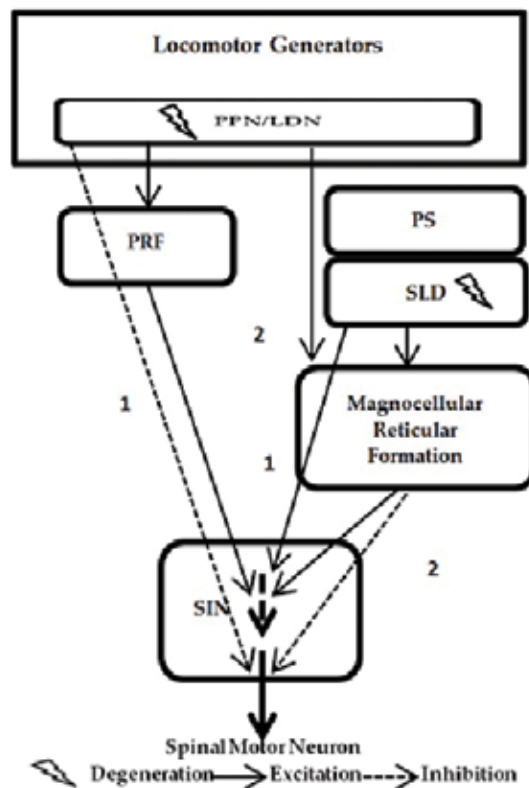 Locomotor Generators
PPN/LDN
PRF
PS
SLD
2
Magnocellular
Reticular
Formation
1
1
SIN
2
Spinal Motor Neuron
Degeneration Excitation Inhibition